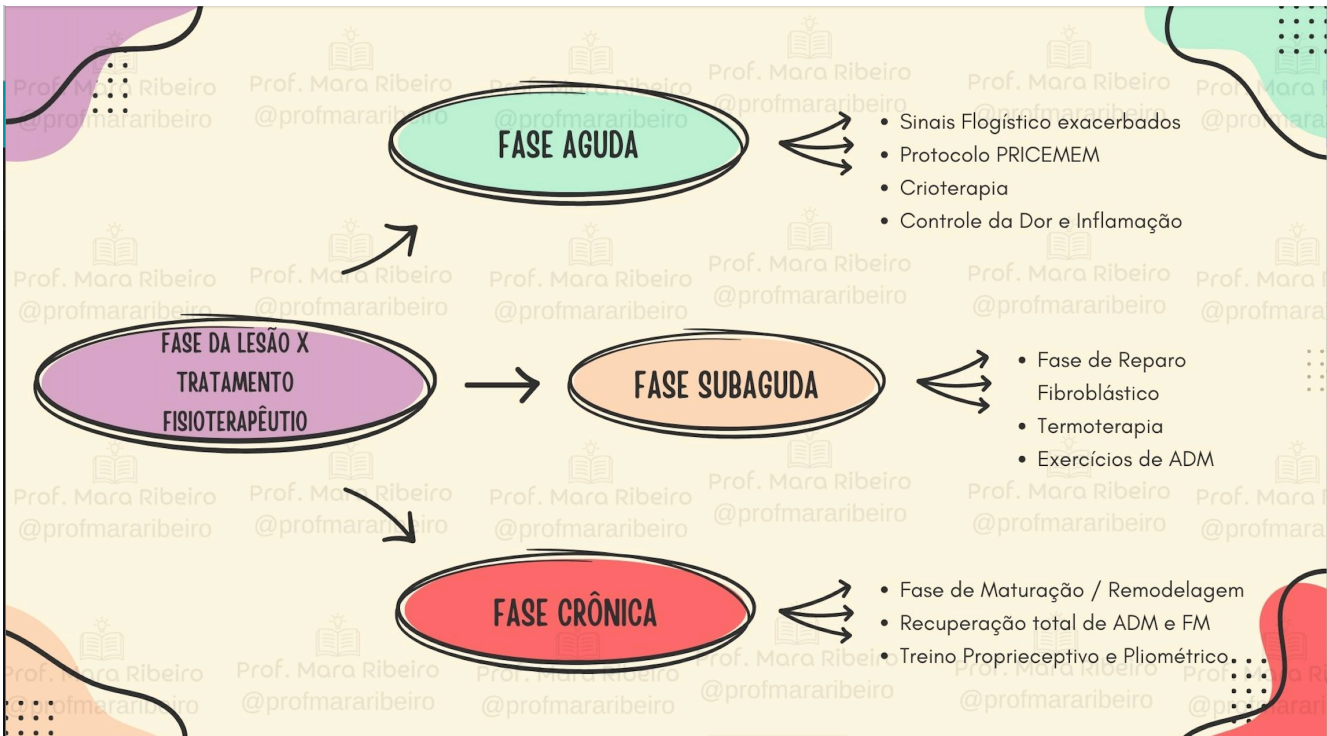 FASE AGUDA
• Sinais Flogístico exacerbados
• Protocolo PRICEMEM
• Crioterapia
• Controle da Dor e Inflamação
FASE DA LESÃO X
TRATAMENTO
FISIOTERAPÊUTIO
FASE SUBAGUDA
• Fase de Reparo
Fibroblástico
• Termoterapia
• Exercícios de ADM
FASE CRÔNICA
• Fase de Maturação / Remodelagem
• Recuperação total de ADM e FM
• Treino Proprieceptivo e Pliométrico
Prof. Mara Ribeiro
@profmararibeiro